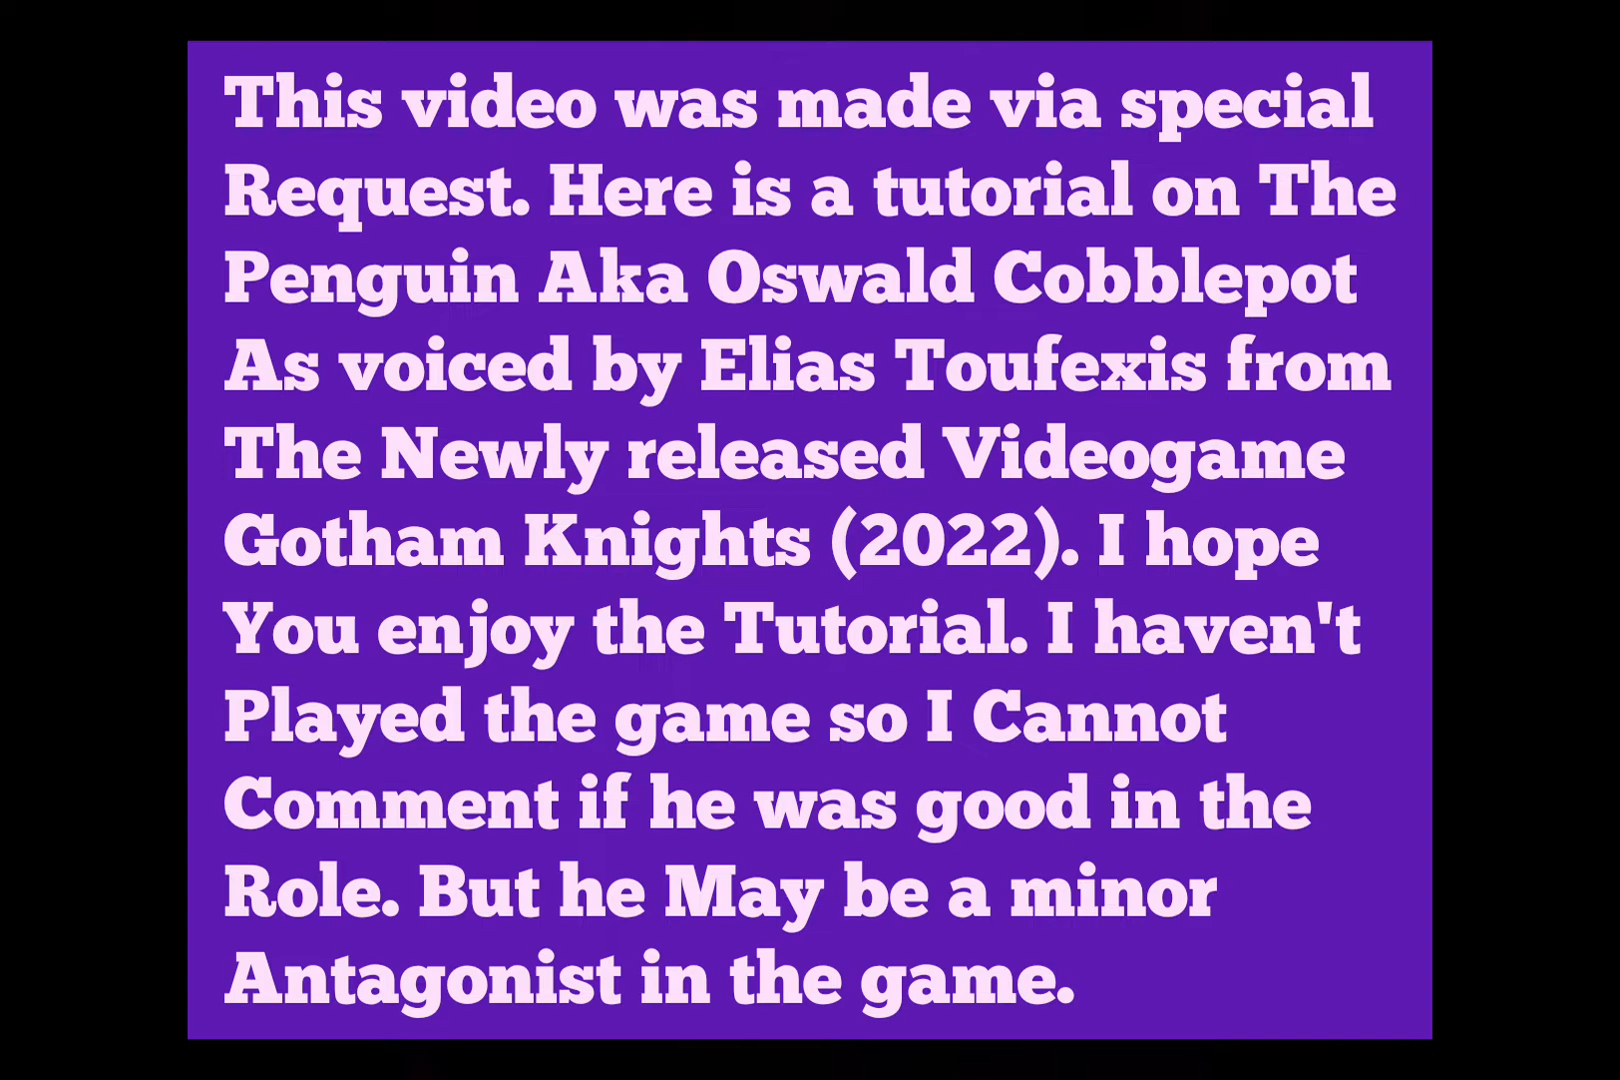 This video was made via special
Request. Here is a tutorial on The
Penguin Aka Oswald Cobblepot
As voiced by Elias Toufexis from
The Newly released Videogame
Gotham Knights (2022). I hope
You enjoy the Tutorial. I haven't
Played the game so I Cannot
Comment if he was good in the
Role. But he May be a minor
Antagonist in the game.